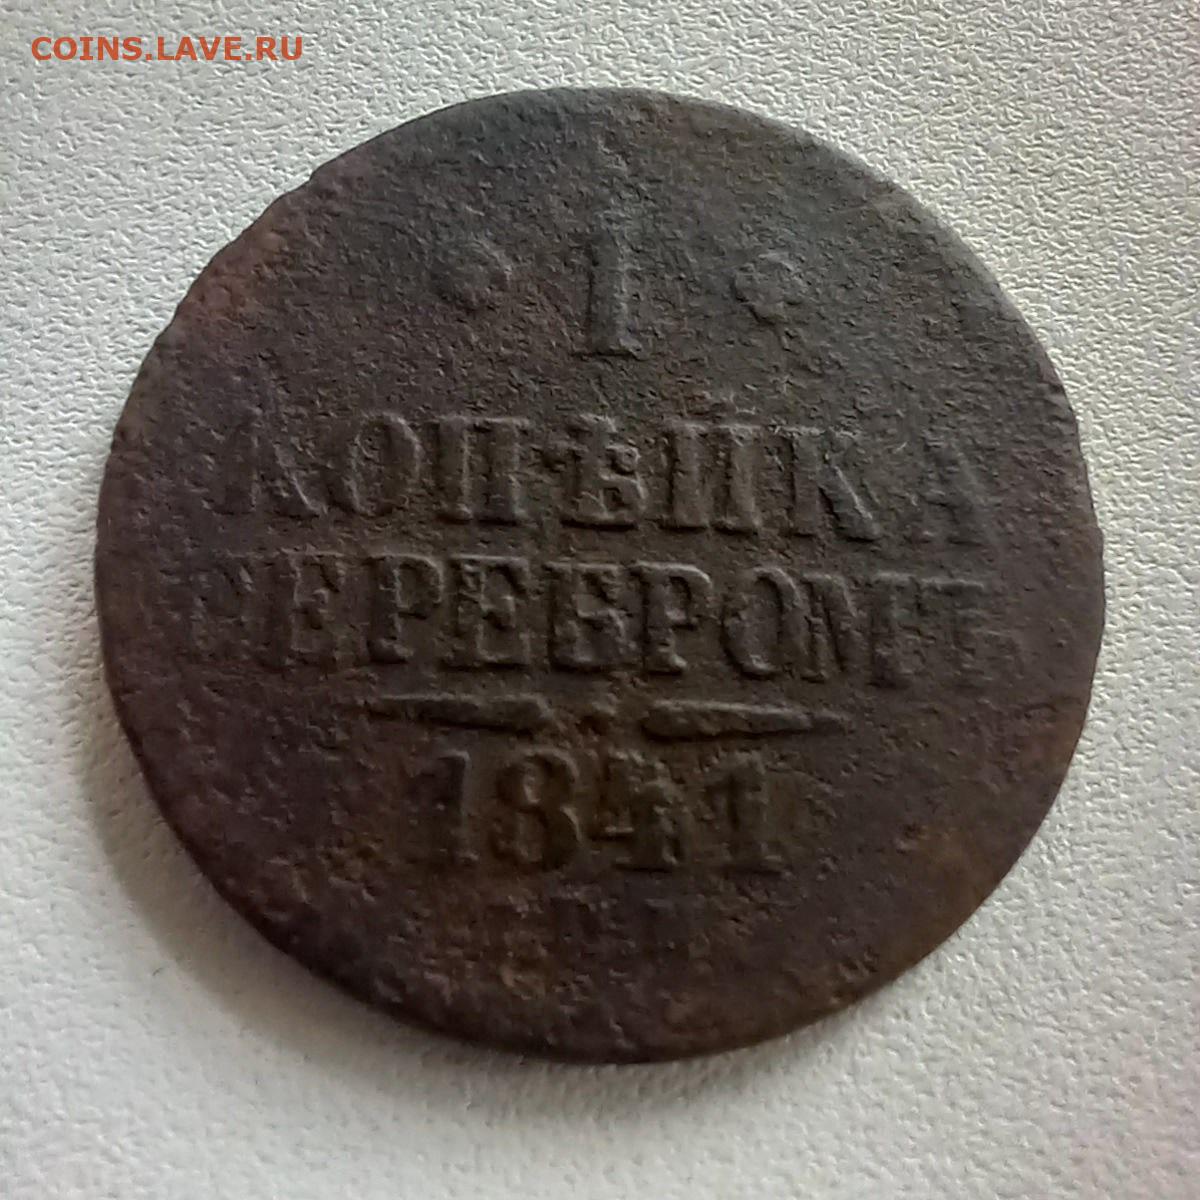 COINS.LAVE.RU
1
КОПѢЙКА
СЕРЕБРОМЪ
1841